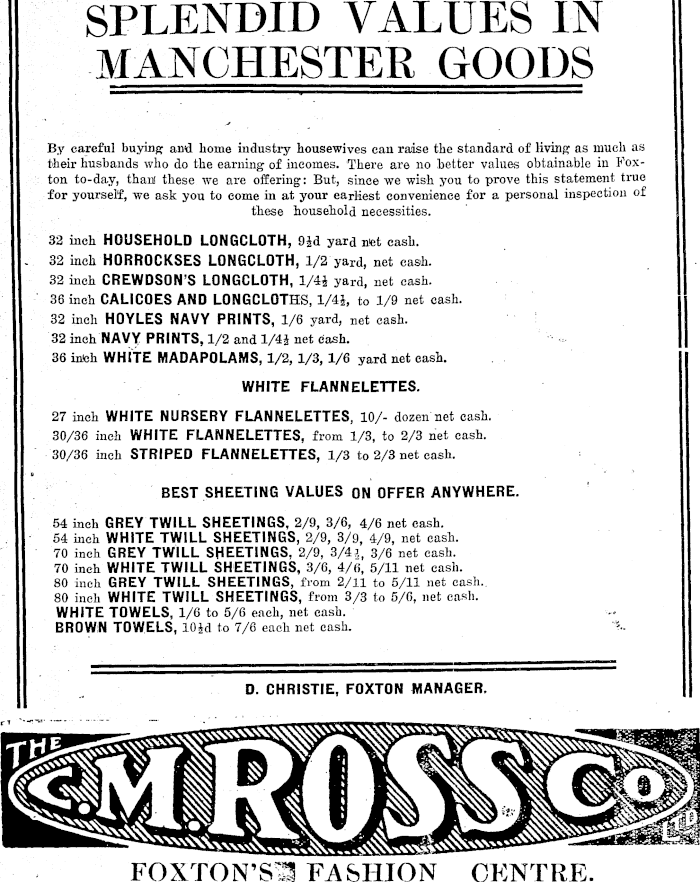 SPLENDID VALUES IN
MANCHESTER GOODS
By careful buying and home industry housewives can raise the standard of living as much as
their husbands who do the earning of incomes. There are no better values obtainable in Fox-
ton to-day, than these we are offering: But, since we wish you to prove this statement true
for yourself, we ask you to come in at your earliest convenience for a personal inspection of
these household necessities.
32 inch HOUSEHOLD LONGCLOTH, 9½d yard net cash.
32 inch HORROCKSES LONGCLOTH, 1/2 yard, net cash.
32 inch CREWDSON'S LONGCLOTH, 1/4½ yard, net cash.
36 inch CALICOES AND LONGCLOTHS, 1/4½, to 1/9 net cash.
32 inch HOYLES NAVY PRINTS, 1/6 yard, net cash.
32 inch NAVY PRINTS, 1/2 and 1/4½ net cash.
36 inch WHITE MADAPOLAMS, 1/2, 1/3, 1/6 yard net cash.
WHITE FLANNELETTES.
27 inch WHITE NURSERY FLANNELETTES, 10/- dozen net cash.
30/36 inch WHITE FLANNELETTES, from 1/3, to 2/3 net cash.
30/36 inch STRIPED FLANNELETTES, 1/3 to 2/3 net cash.
BEST SHEETING VALUES ON OFFER ANYWHERE.
54 inch GREY TWILL SHEETINGS, 2/9, 3/6, 4/6 net cash.
54 inch WHITE TWILL SHEETINGS, 2/9, 3/9, 4/9, net cash.
70 inch GREY TWILL SHEETINGS, 2/9, 3/4½, 3/6 net cash.
70 inch WHITE TWILL SHEETINGS, 3/6, 4/6, 5/11 net cash.
80 inch GREY TWILL SHEETINGS, from 2/11 to 5/11 net cash.
80 inch WHITE TWILL SHEETINGS, from 3/3 to 5/6, net cash.
WHITE TOWELS, 1/6 to 5/6 each, net cash.
BROWN TOWELS, 10½d to 7/6 each net cash.
D. CHRISTIE, FOXTON MANAGER.
THE
C.M. ROSS Co
LTD
FOXTON'S FASHION CENTRE.